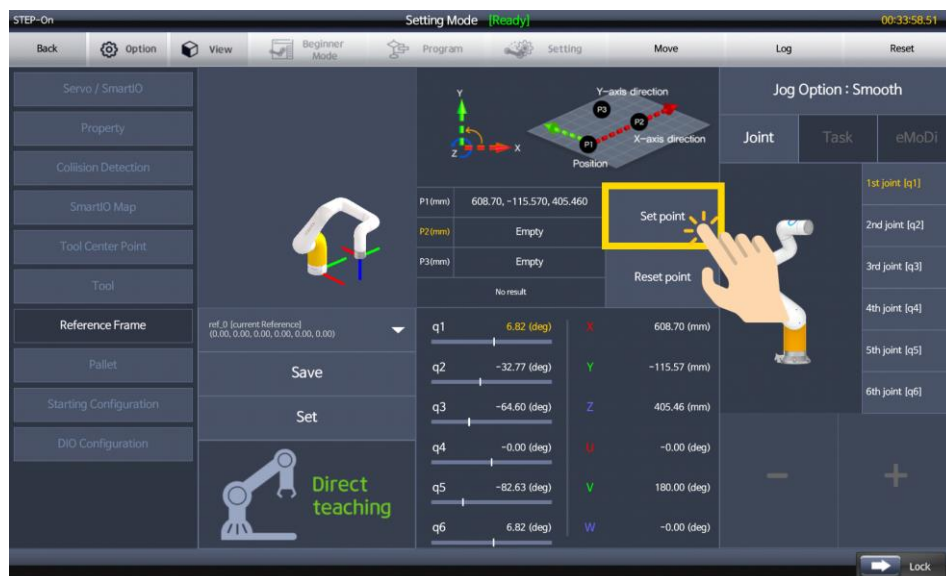 STEP-On
Setting Mode [Ready]
00:33:58.51
Back
Option
View
Beginner
Mode
Program
Setting
Move
Log
Reset
Servo / SmartIO
Property
Collision Detection
SmartIO Map
Tool Center Point
Tool
Reference Frame
Pallet
Starting Configuration
DIO Configuration
ref_0 [current Reference]
(0.00, 0.00, 0.00, 0.00, 0.00, 0.00)
Save
Set
Direct
teaching
Y
X
Z
Y-axis direction
P3
P2
P1
X-axis direction
Position
P1(mm) 608.70, -115.570, 405.460
P2(mm) Empty
P3(mm) Empty
No result
Set point
Reset point
q1 6.82 (deg) X 608.70 (mm)
q2 -32.77 (deg) Y -115.57 (mm)
q3 -64.60 (deg) Z 405.46 (mm)
q4 -0.00 (deg) U -0.00 (deg)
q5 -82.63 (deg) V 180.00 (deg)
q6 6.82 (deg) W -0.00 (deg)
Jog Option : Smooth
Joint
Task
eMoDi
1st joint [q1]
2nd joint [q2]
3rd joint [q3]
4th joint [q4]
5th joint [q5]
6th joint [q6]
Lock